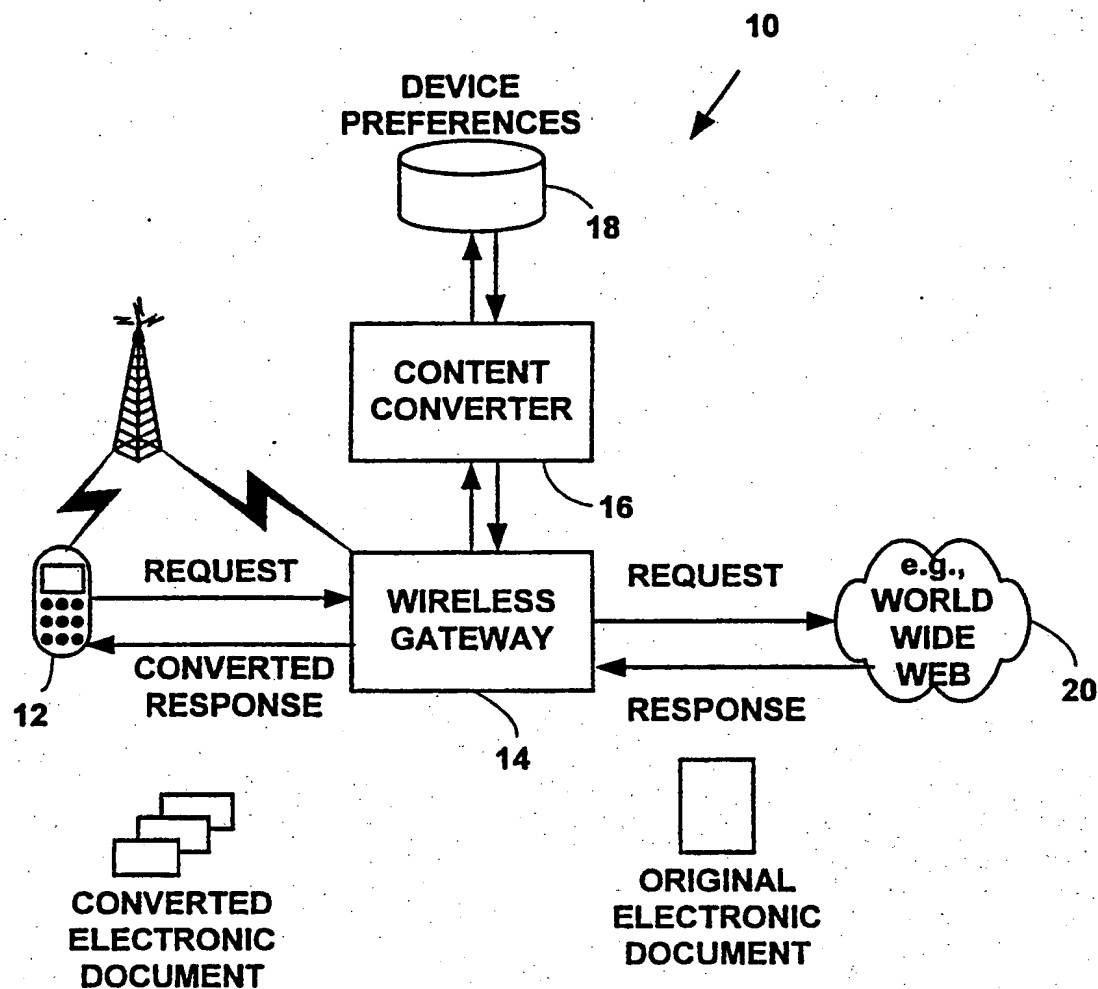 10
DEVICE
PREFERENCES
18
CONTENT
CONVERTER
16
REQUEST
WIRELESS
GATEWAY
CONVERTED
RESPONSE
12
14
REQUEST
RESPONSE
e.g.,
WORLD
WIDE
WEB
20
CONVERTED
ELECTRONIC
DOCUMENT
ORIGINAL
ELECTRONIC
DOCUMENT